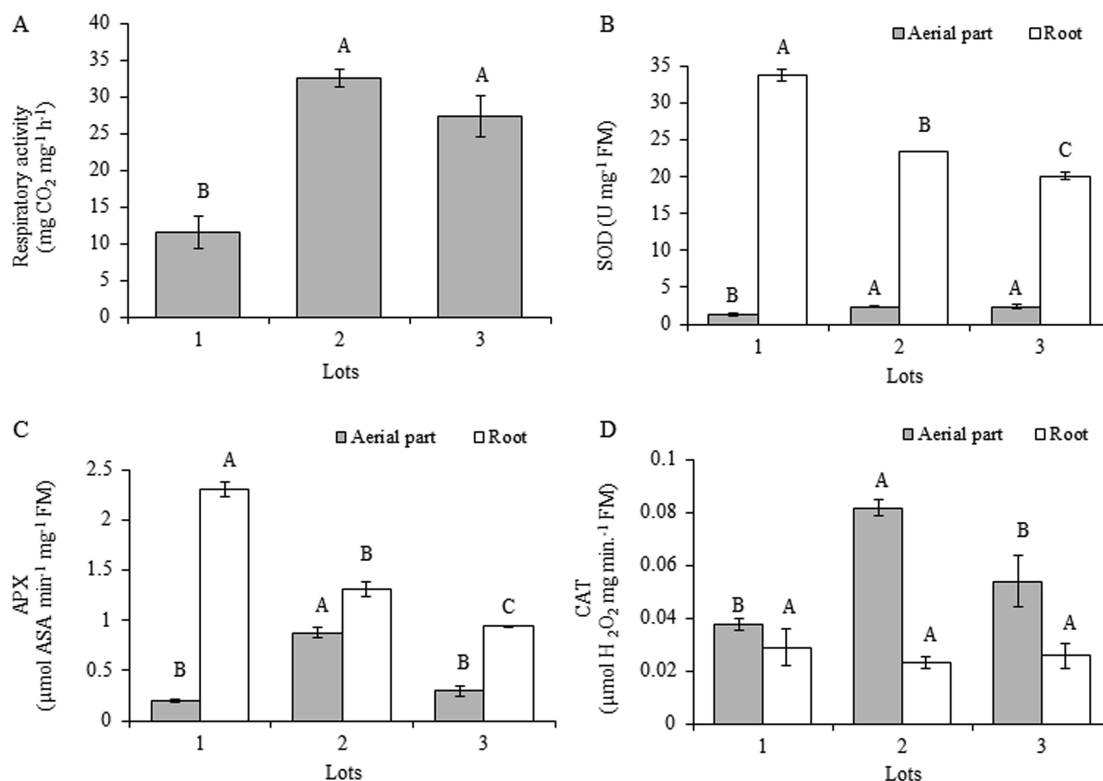 A
Respiratory activity
(mg CO2 mg-1 h-1)
40
35
30
25
20
15
10
5
0
B
A
A
1
2
3
Lots
B
Aerial part
Root
SOD (U mg-1 FM)
35
30
25
20
15
10
5
0
B
A
A
B
A
C
1
2
3
Lots
C
Aerial part
Root
APX
(μmol ASA min-1 mg-1 FM)
2.5
2
1.5
1
0.5
0
B
A
A
B
B
C
1
2
3
Lots
D
Aerial part
Root
CAT
(μmol H2O2 mg min.-1 FM)
0.1
0.08
0.06
0.04
0.02
0
B
A
A
A
B
A
1
2
3
Lots